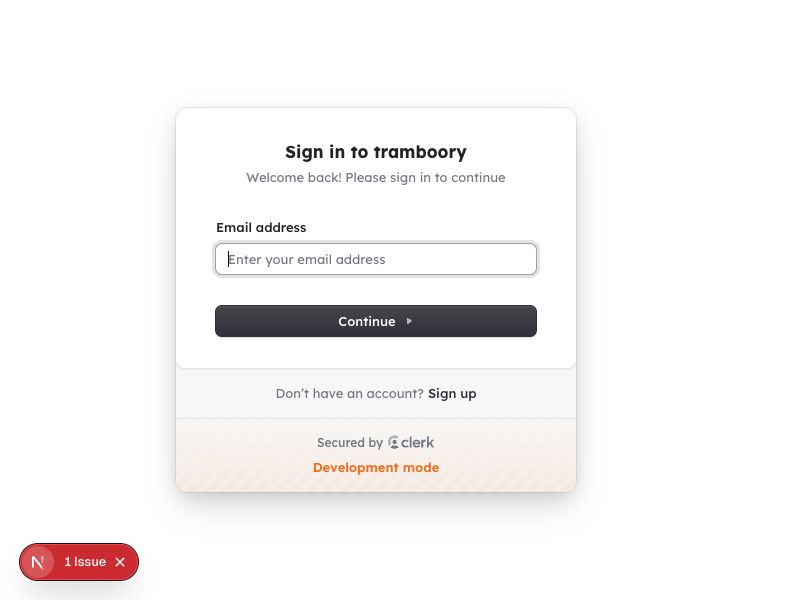 Sign in to tramboory
Welcome back! Please sign in to continue
Email address
Enter your email address
Continue
Don’t have an account? Sign up
Secured by clerk
Development mode
N 1 Issue